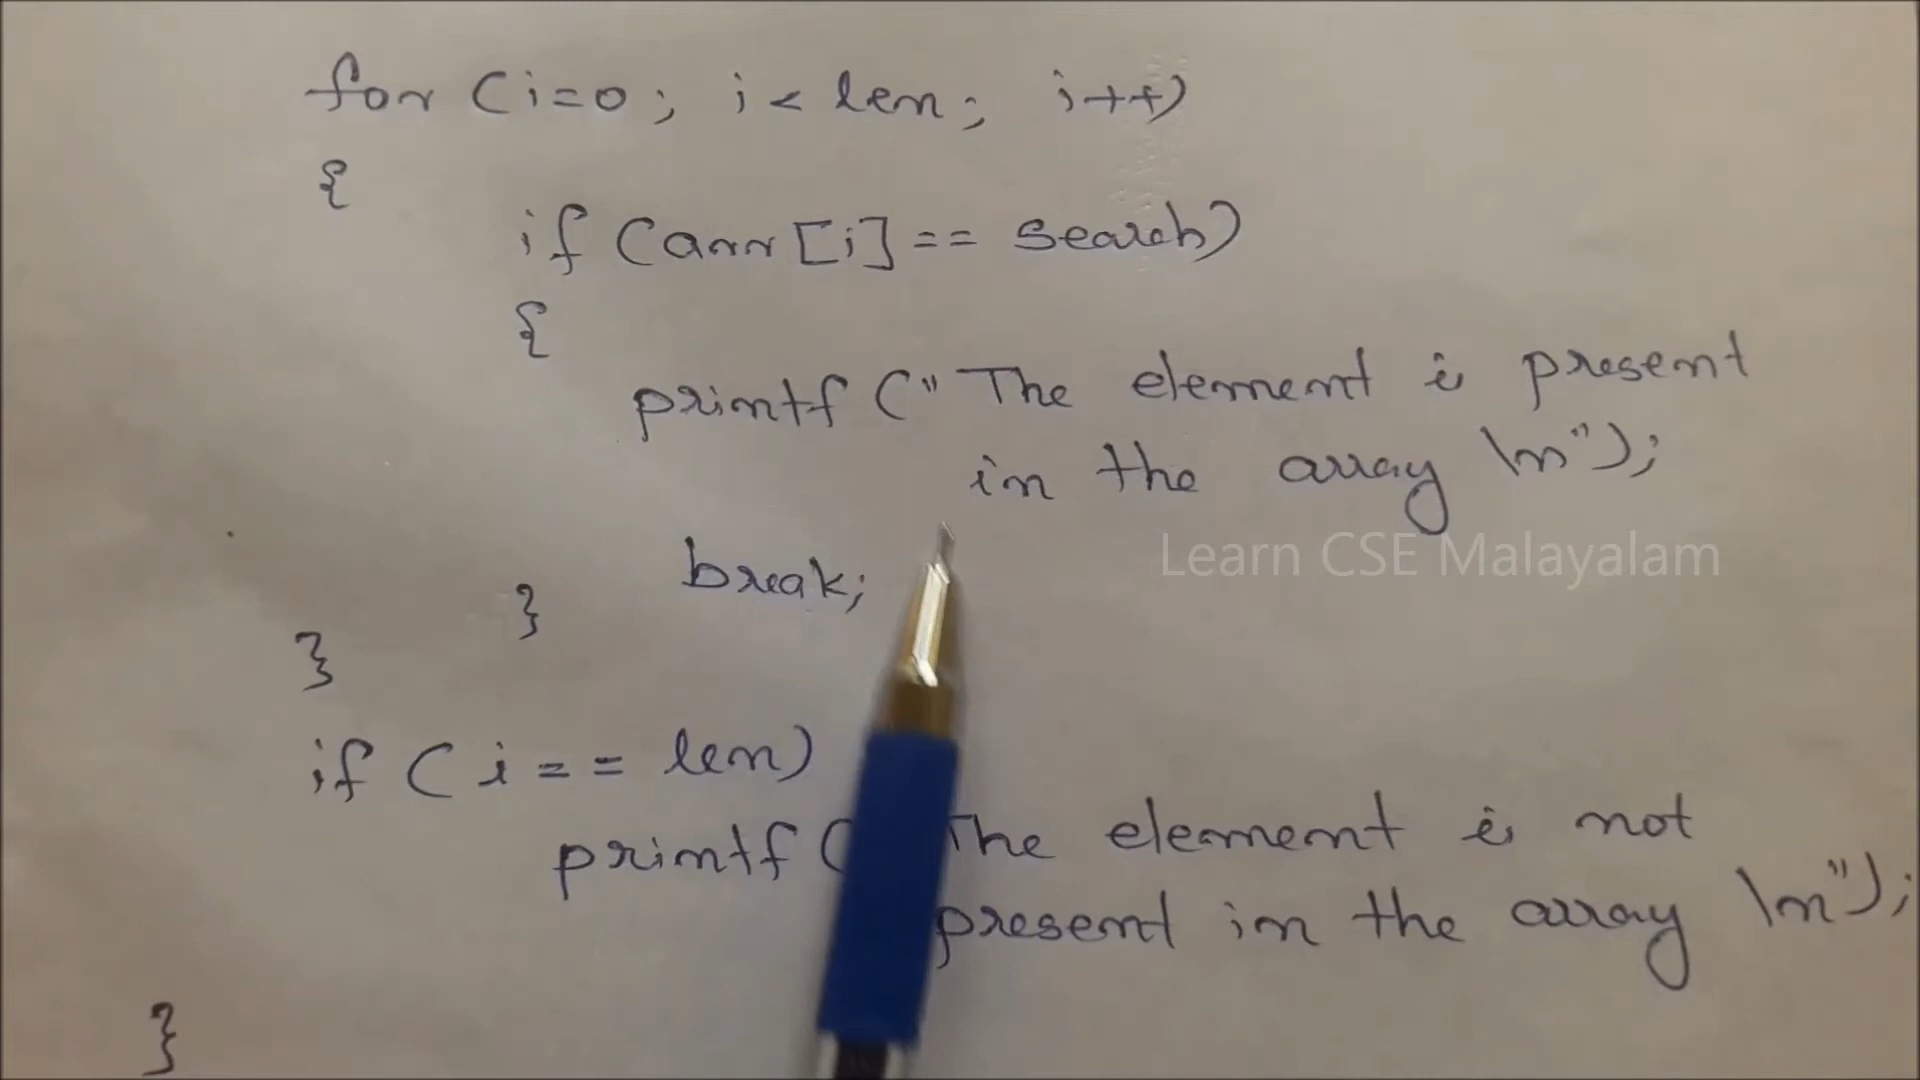 for (i=0; i < len; i++)
{
if (arr[i] == search)
{
printf ("The element is present
in the array \n");
Learn CSE Malayalam
break;
}
}
if (i == len)
printf ( The element is not
present in the array \n");
}